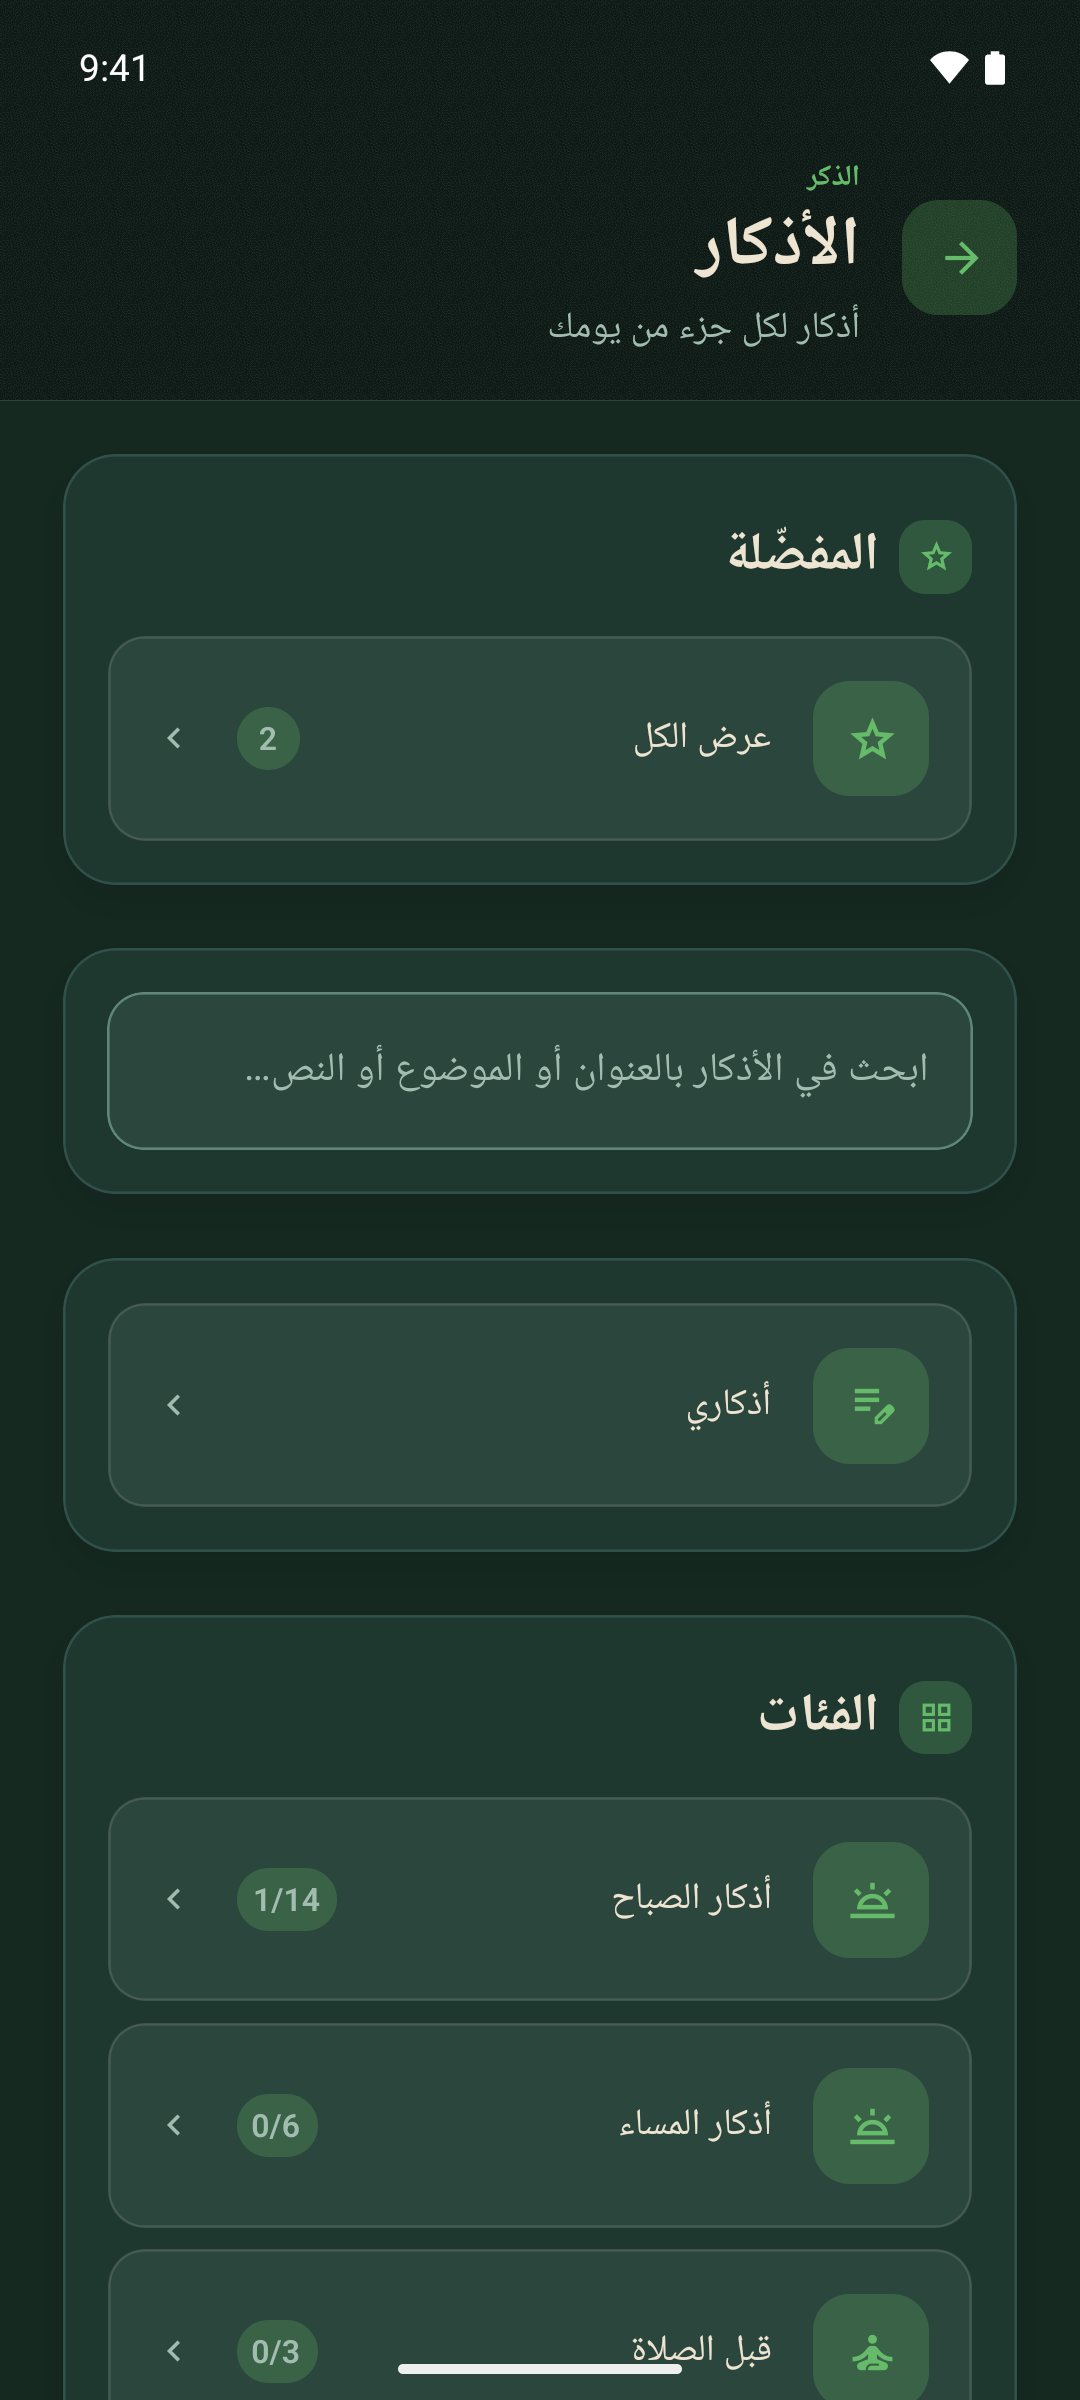 9:41
الذكر
الأذكار
أذكار لكل جزء من يومك
المفضّلة
عرض الكل
2
ابحث في الأذكار بالعنوان أو الموضوع أو النص...
أذكاري
الفئات
أذكار الصباح
1/14
أذكار المساء
0/6
قبل الصلاة
0/3